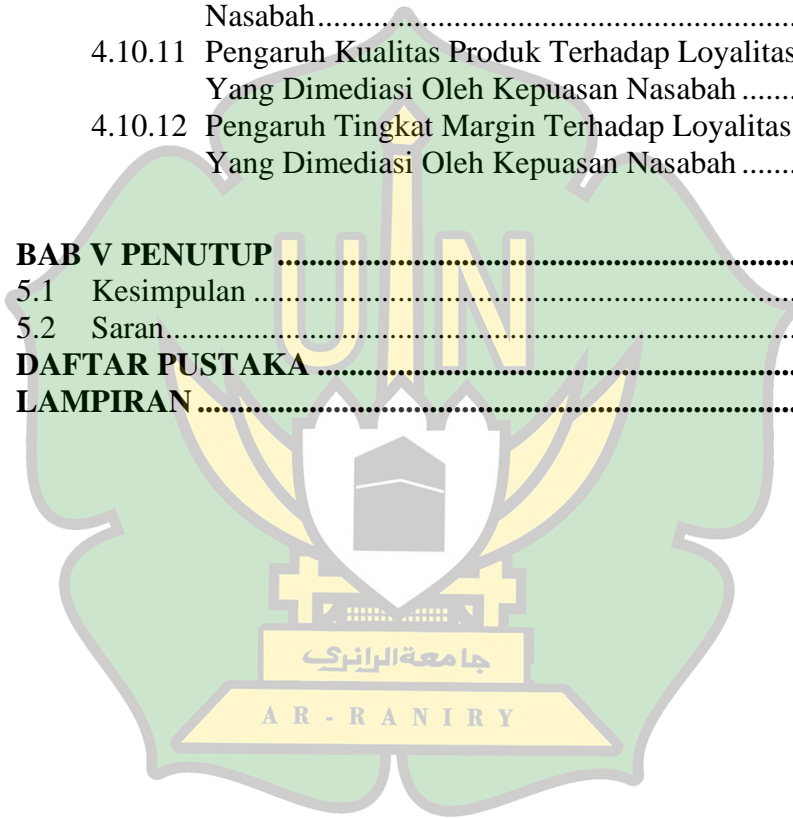 Nasabah................................................................
4.10.11 Pengaruh Kualitas Produk Terhadap Loyalitas
Yang Dimediasi Oleh Kepuasan Nasabah .......
4.10.12 Pengaruh Tingkat Margin Terhadap Loyalitas
Yang Dimediasi Oleh Kepuasan Nasabah .......
BAB V PENUTUP ................................................................
5.1 Kesimpulan ................................................................
5.2 Saran................................................................
DAFTAR PUSTAKA ................................................................
LAMPIRAN ................................................................
UIN
جامعة الرانري
AR-RANIRY